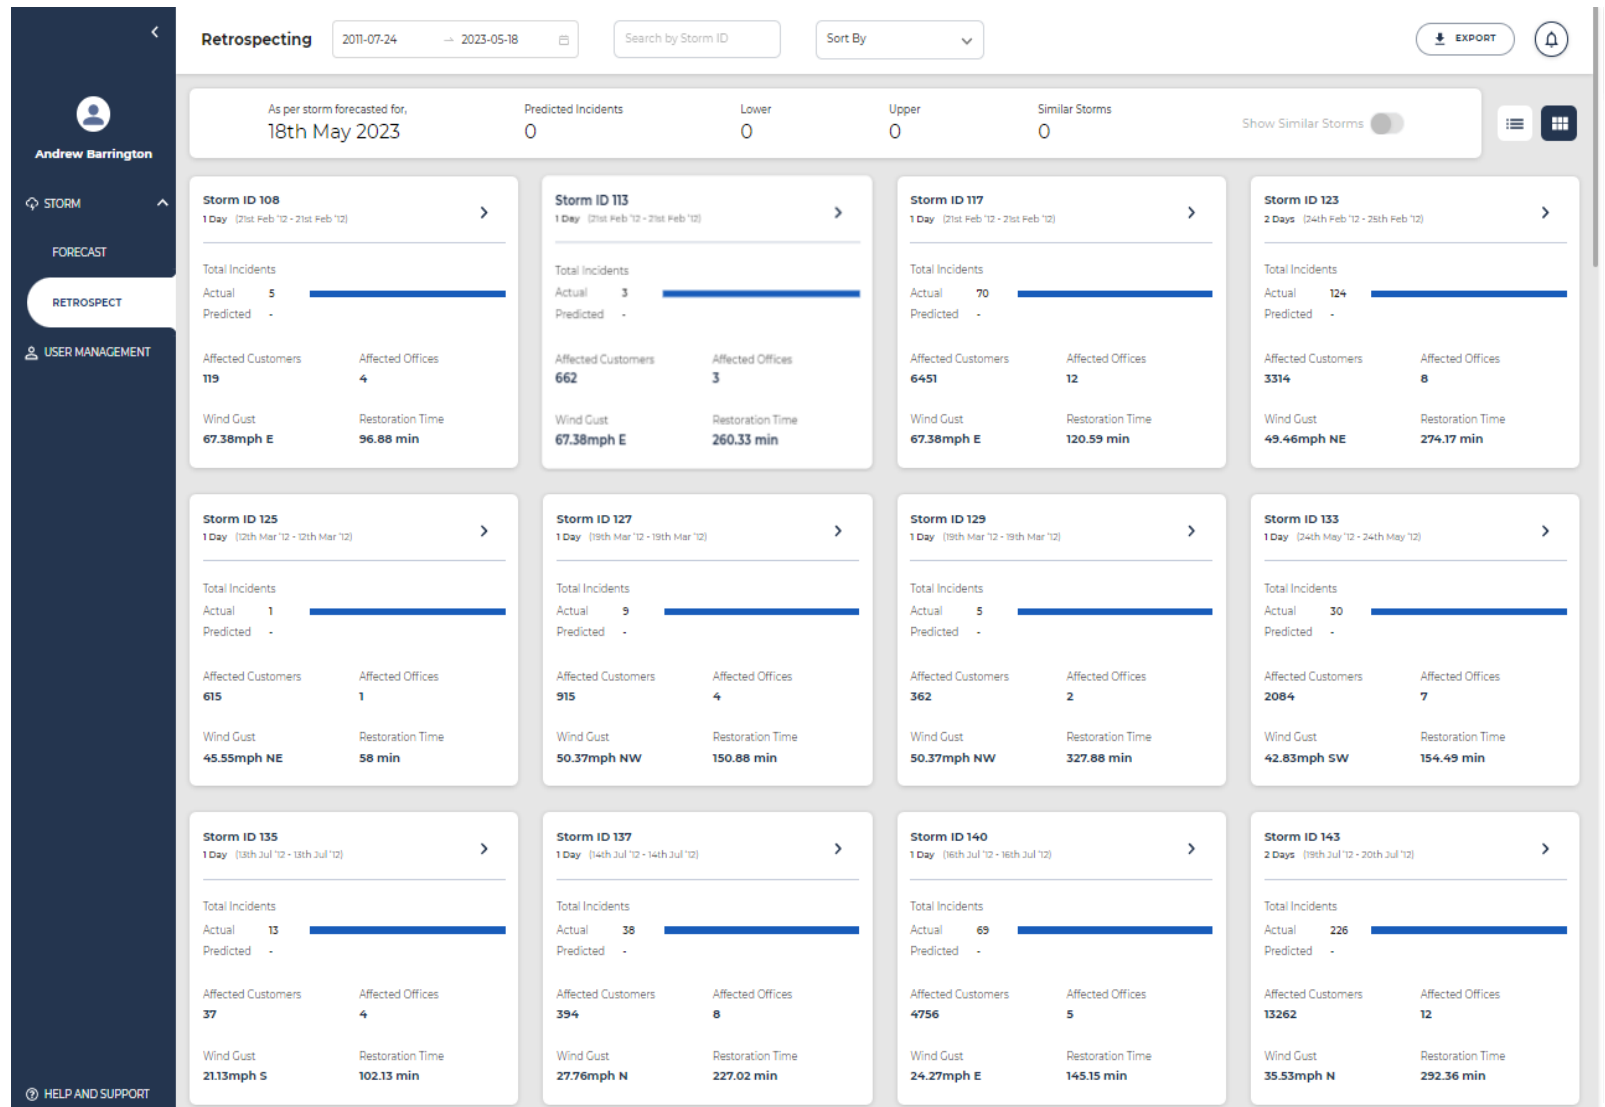 Retrospecting
2011-07-24 → 2023-05-18
Search by Storm ID
Sort By
EXPORT
Andrew Barrington
STORM
FORECAST
RETROSPECT
USER MANAGEMENT
HELP AND SUPPORT
As per storm forecasted for, Predicted Incidents Lower Upper Similar Storms
18th May 2023 0 0 0 0
Show Similar Storms
Storm ID 108
1 Day (21st Feb '12 - 21st Feb '12)
Total Incidents
Actual 5
Predicted -
Affected Customers Affected Offices
119 4
Wind Gust Restoration Time
67.38mph E 96.88 min
Storm ID 113
1 Day (21st Feb '12 - 21st Feb '12)
Total Incidents
Actual 3
Predicted -
Affected Customers Affected Offices
662 3
Wind Gust Restoration Time
67.38mph E 260.33 min
Storm ID 117
1 Day (21st Feb '12 - 21st Feb '12)
Total Incidents
Actual 70
Predicted -
Affected Customers Affected Offices
6451 12
Wind Gust Restoration Time
67.38mph E 120.59 min
Storm ID 123
2 Days (24th Feb '12 - 25th Feb '12)
Total Incidents
Actual 124
Predicted -
Affected Customers Affected Offices
3314 8
Wind Gust Restoration Time
49.46mph NE 274.17 min
Storm ID 125
1 Day (12th Mar '12 - 12th Mar '12)
Total Incidents
Actual 1
Predicted -
Affected Customers Affected Offices
615 1
Wind Gust Restoration Time
45.55mph NE 58 min
Storm ID 127
1 Day (19th Mar '12 - 19th Mar '12)
Total Incidents
Actual 9
Predicted -
Affected Customers Affected Offices
915 4
Wind Gust Restoration Time
50.37mph NW 150.88 min
Storm ID 129
1 Day (19th Mar '12 - 19th Mar '12)
Total Incidents
Actual 5
Predicted -
Affected Customers Affected Offices
362 2
Wind Gust Restoration Time
50.37mph NW 327.88 min
Storm ID 133
1 Day (24th May '12 - 24th May '12)
Total Incidents
Actual 30
Predicted -
Affected Customers Affected Offices
2084 7
Wind Gust Restoration Time
42.83mph SW 154.49 min
Storm ID 135
1 Day (13th Jul '12 - 13th Jul '12)
Total Incidents
Actual 13
Predicted -
Affected Customers Affected Offices
37 4
Wind Gust Restoration Time
21.13mph S 102.13 min
Storm ID 137
1 Day (14th Jul '12 - 14th Jul '12)
Total Incidents
Actual 38
Predicted -
Affected Customers Affected Offices
394 8
Wind Gust Restoration Time
27.76mph N 227.02 min
Storm ID 140
1 Day (16th Jul '12 - 16th Jul '12)
Total Incidents
Actual 69
Predicted -
Affected Customers Affected Offices
4756 5
Wind Gust Restoration Time
24.27mph E 145.15 min
Storm ID 143
2 Days (19th Jul '12 - 20th Jul '12)
Total Incidents
Actual 226
Predicted -
Affected Customers Affected Offices
13262 12
Wind Gust Restoration Time
35.53mph N 292.36 min